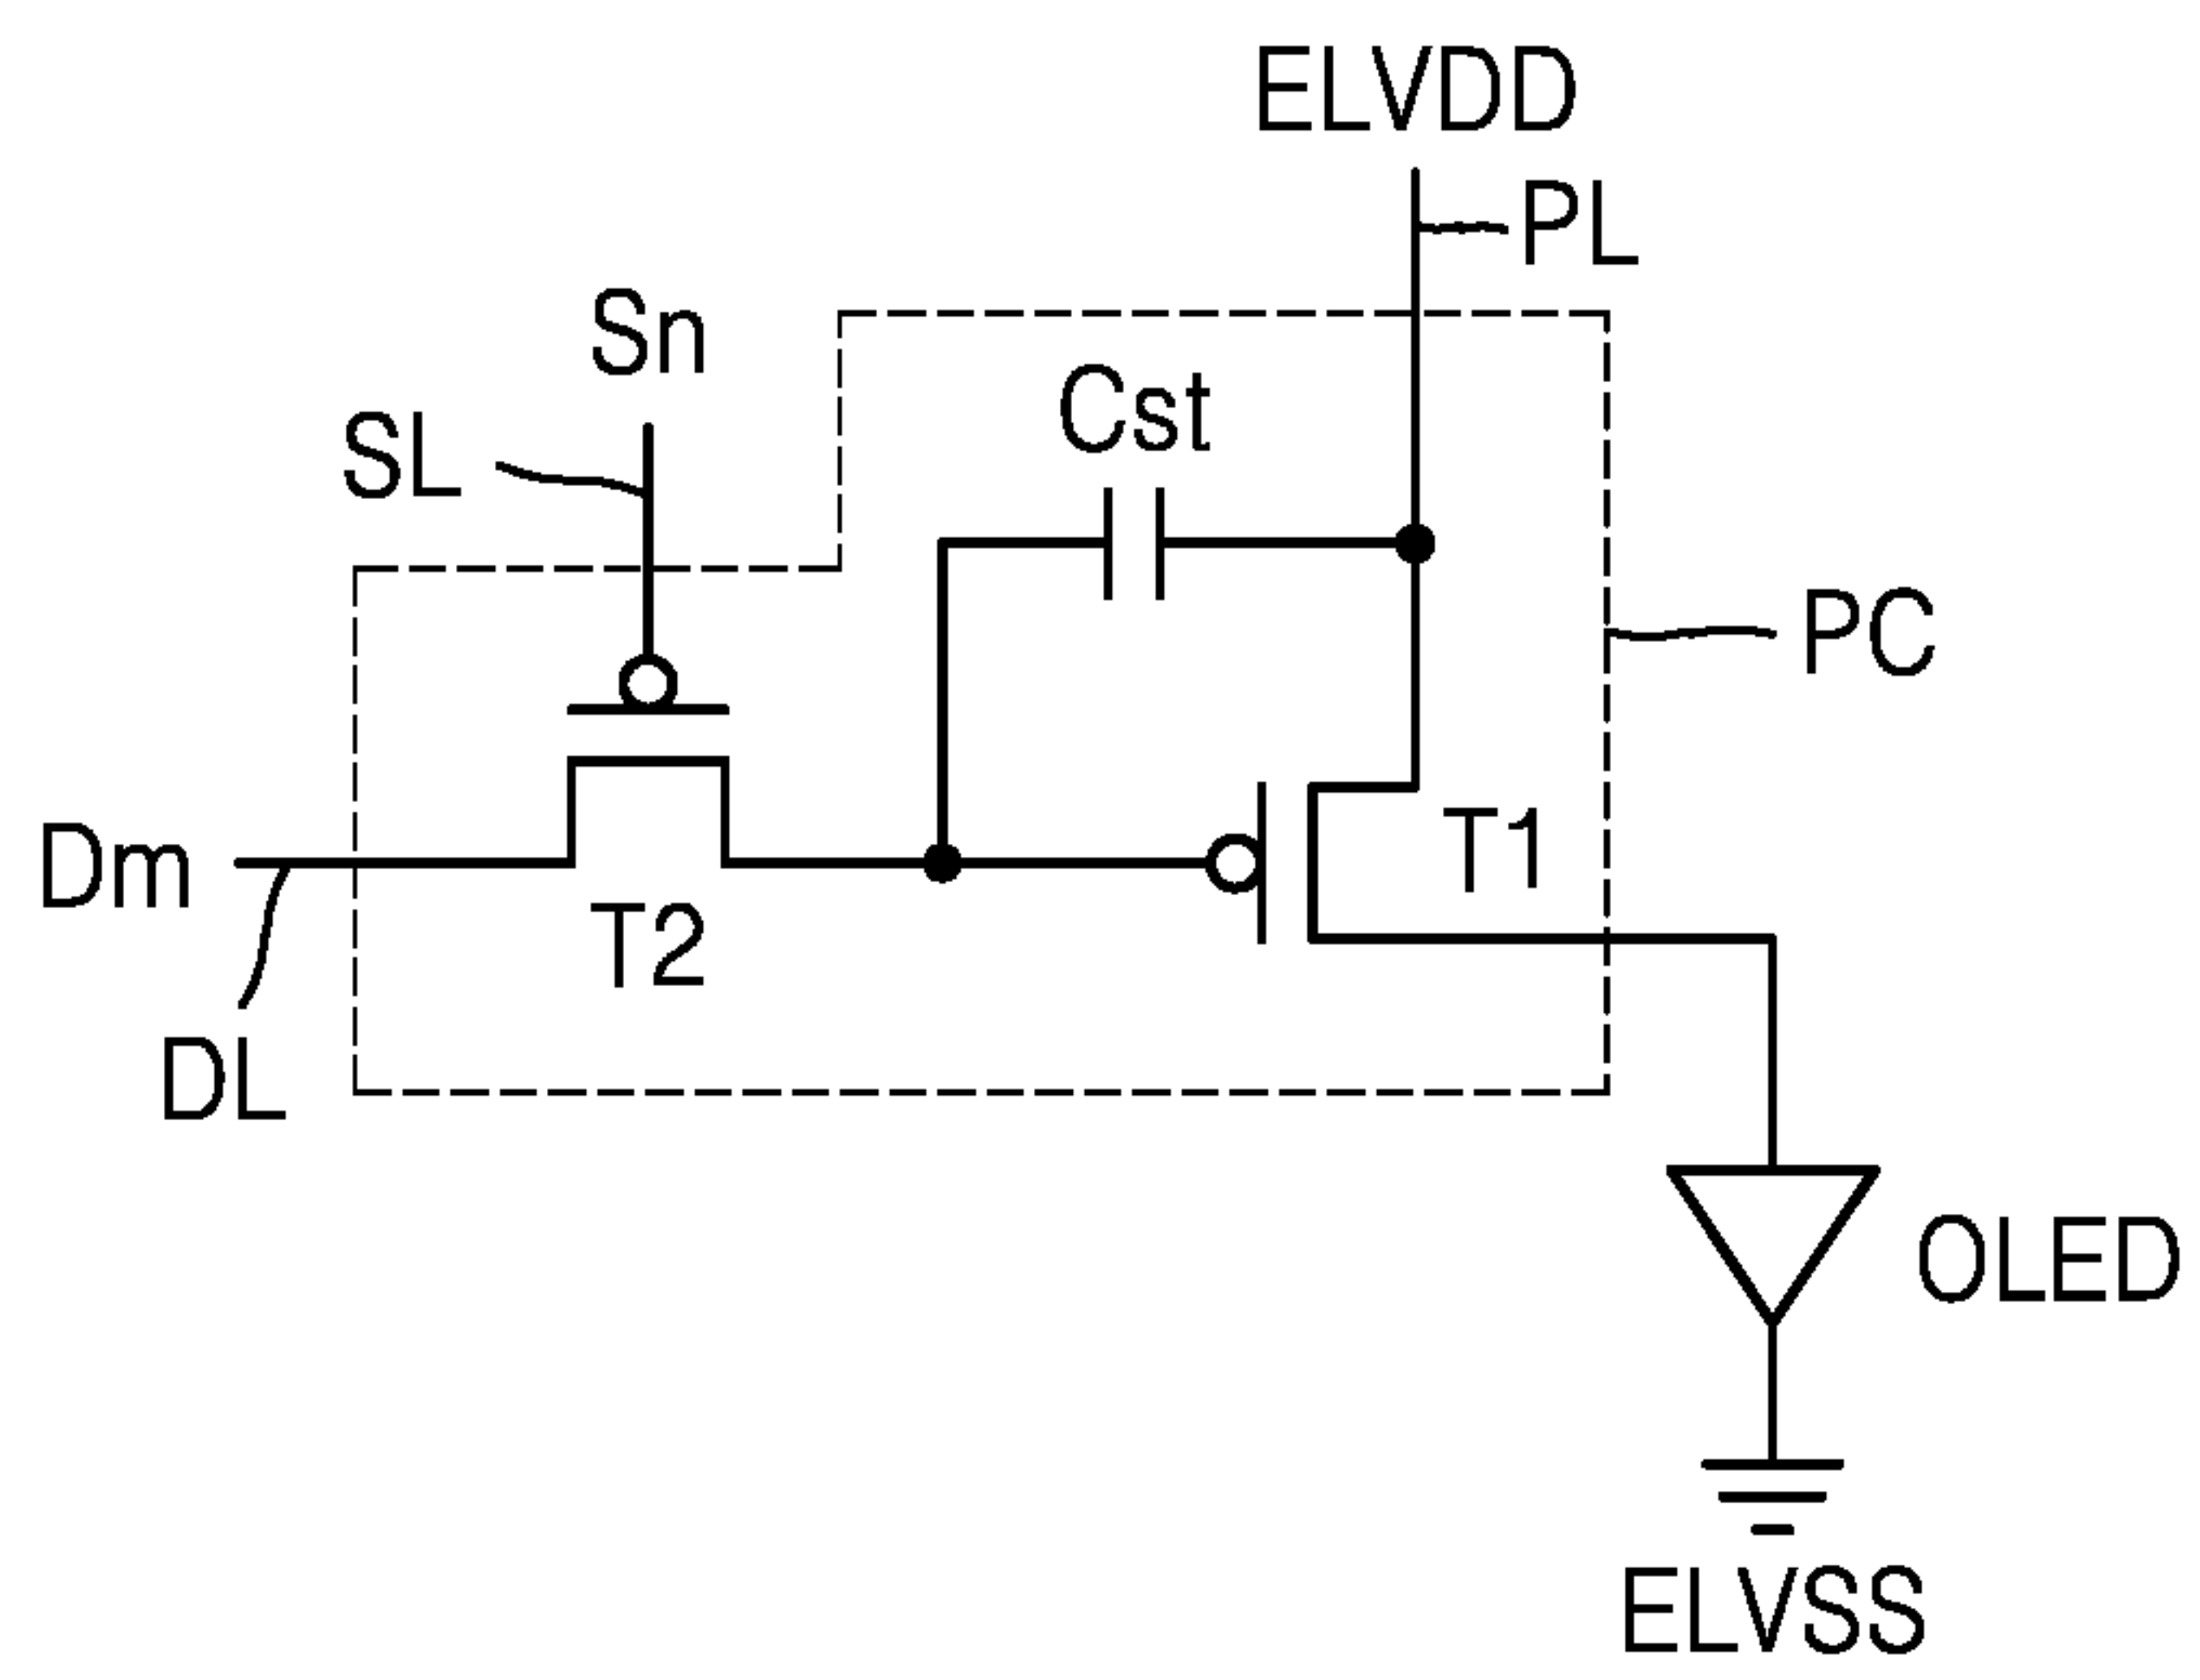 ELVDD
PL
Sn
Cst
SL
PC
T1
Dm
T2
DL
OLED
ELVSS